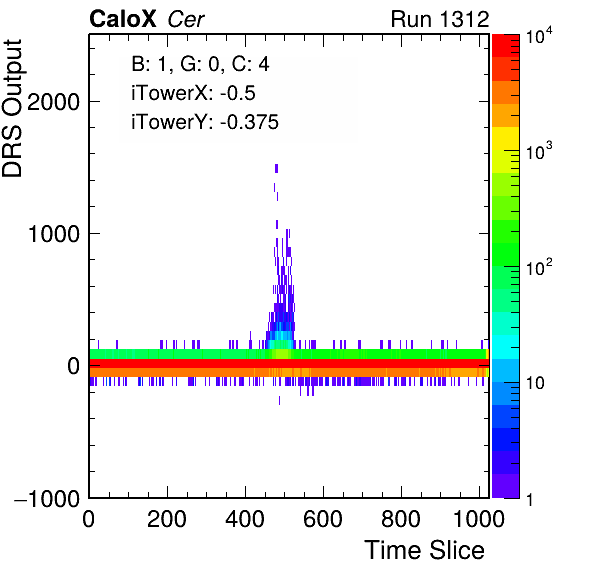 CaloX Cer Run 1312
B: 1, G: 0, C: 4
iTowerX: -0.5
iTowerY: -0.375
DRS Output
2000
1000
0
−1000
0 200 400 600 800 1000
Time Slice
10⁴
10³
10²
10
1